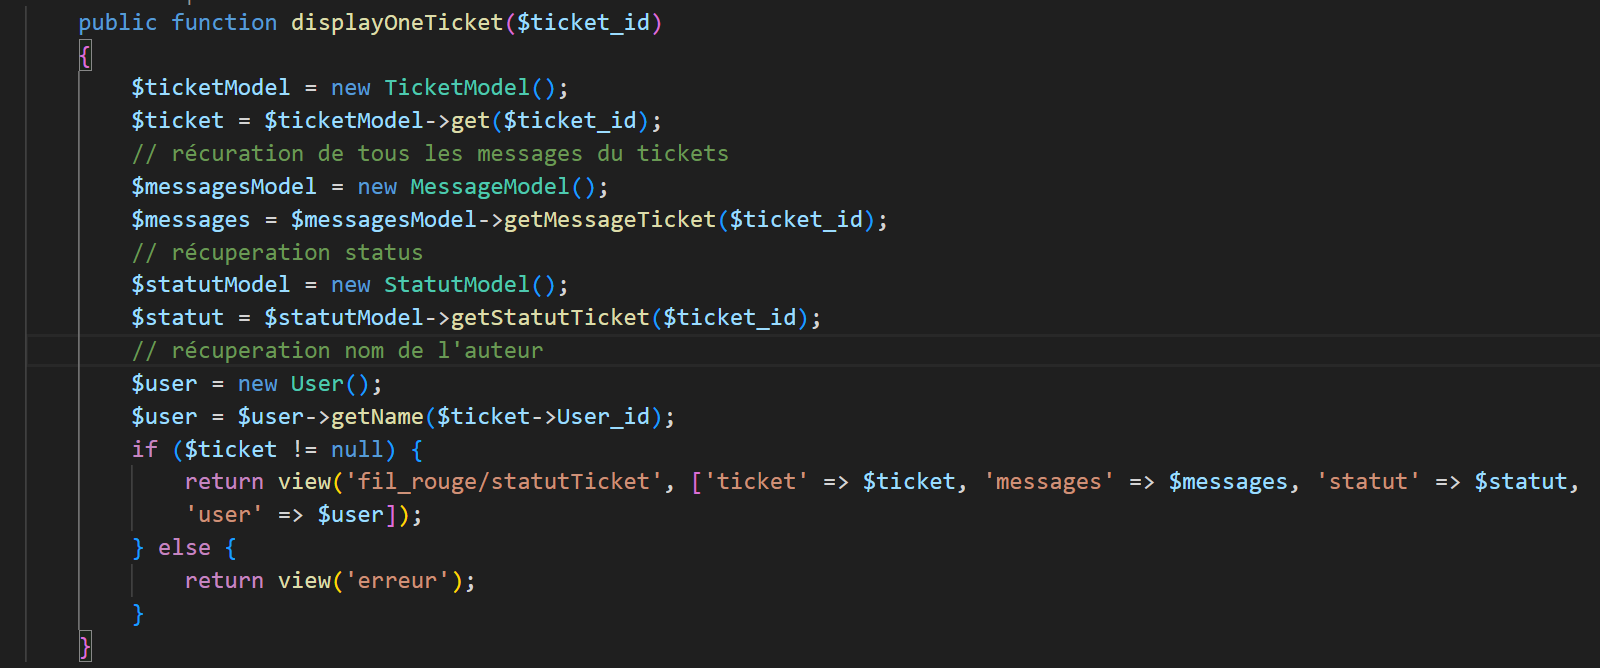 public function displayOneTicket($ticket_id)
{
$ticketModel = new TicketModel();
$ticket = $ticketModel->get($ticket_id);
// récuration de tous les messages du tickets
$messagesModel = new MessageModel();
$messages = $messagesModel->getMessageTicket($ticket_id);
// récuperation status
$statutModel = new StatutModel();
$statut = $statutModel->getStatutTicket($ticket_id);
// récuperation nom de l'auteur
$user = new User();
$user = $user->getName($ticket->User_id);
if ($ticket != null) {
return view('fil_rouge/statutTicket', ['ticket' => $ticket, 'messages' => $messages, 'statut' => $statut,
'user' => $user]);
} else {
return view('erreur');
}
}